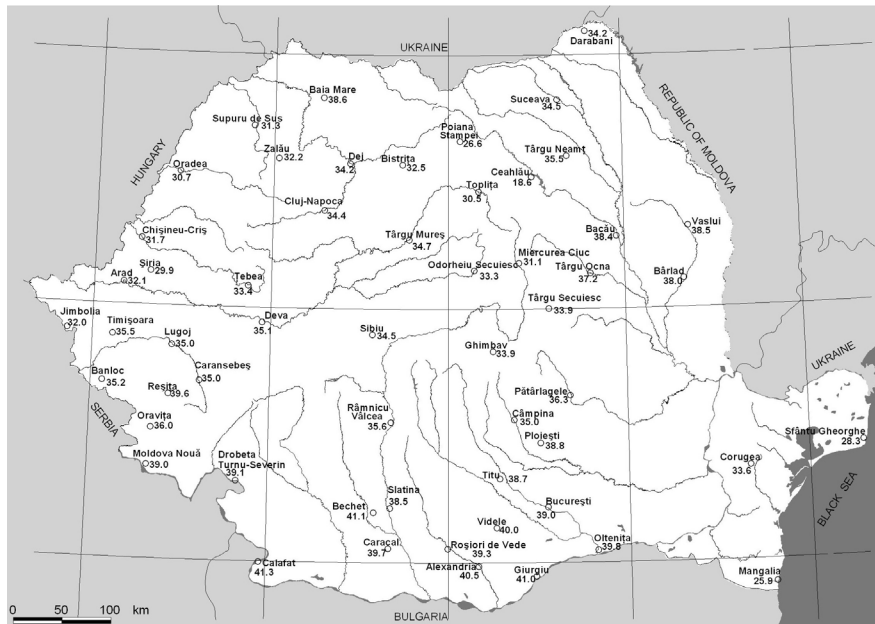 UKRAINE
34.2
Darabani
Baia Mare
38.6
Suceava
34.5
REPUBLIC OF MOLDOVA
Supuru de Sus
31.3
Poiana
Stampei
26.6
HUNGARY
Zalău
32.2
Dej
34.2
Bistrița
32.5
Târgu Neamț
35.5
Oradea
30.7
Ceahlău
18.6
Toplița
30.5
Cluj-Napoca
34.4
Chișineu-Criș
31.7
Târgu Mureș
34.7
Bacău
38.4
Vaslui
38.5
Șiria
29.9
Arad
32.1
Țebea
33.4
Odorheiu Secuiesc
33.3
Miercurea Ciuc
31.1
Târgu Ocna
37.2
Bârlad
38.0
Târgu Secuiesc
33.9
Jimbolia
32.0
Timișoara
35.5
Lugoj
35.0
Deva
35.1
Sibiu
34.5
Ghimbav
33.9
Banloc
35.2
Caransebeș
35.0
Reșița
39.6
UKRAINE
Pătârlagele
36.3
SERBIA
Oravița
36.0
Râmnicu
Vâlcea
35.6
Câmpina
35.0
Ploiești
38.8
Sfântu Gheorghe
28.3
Moldova Nouă
39.0
Drobeta
Turnu-Severin
39.1
Corugea
33.6
Titu
38.7
Slatina
38.5
Bechet
41.1
București
39.0
BLACK SEA
Videle
40.0
Caracal
39.7
Roșiori de Vede
39.3
Oltenița
39.8
Calafat
41.3
Alexandria
40.5
Giurgiu
41.0
Mangalia
25.9
0 50 100 km
BULGARIA